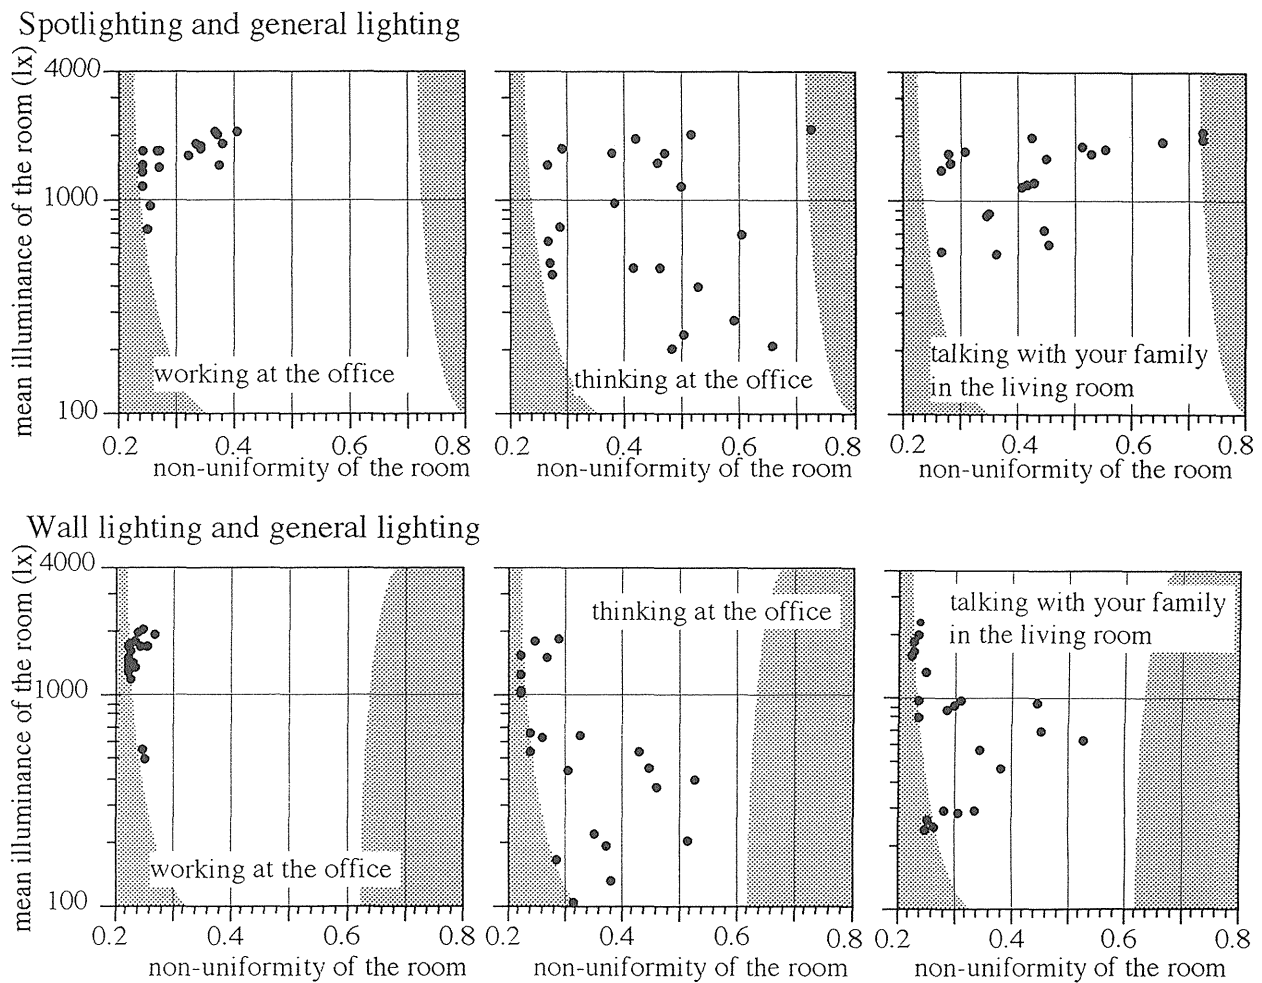 Spotlighting and general lighting
mean illuminance of the room (lx)
4000
1000
100
working at the office
0.2
0.4
0.6
0.8
non-uniformity of the room
thinking at the office
0.2
0.4
0.6
0.8
non-uniformity of the room
talking with your family
in the living room
0.2
0.4
0.6
0.8
non-uniformity of the room
Wall lighting and general lighting
mean illuminance of the room (lx)
4000
1000
100
working at the office
0.2
0.4
0.6
0.8
non-uniformity of the room
thinking at the office
0.2
0.4
0.6
0.8
non-uniformity of the room
talking with your family
in the living room
0.2
0.4
0.6
0.8
non-uniformity of the room